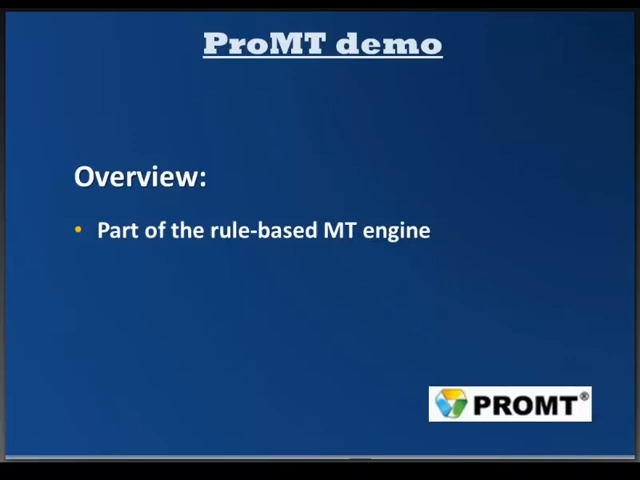 ProMT demo
Overview:
• Part of the rule-based MT engine
PROMT®